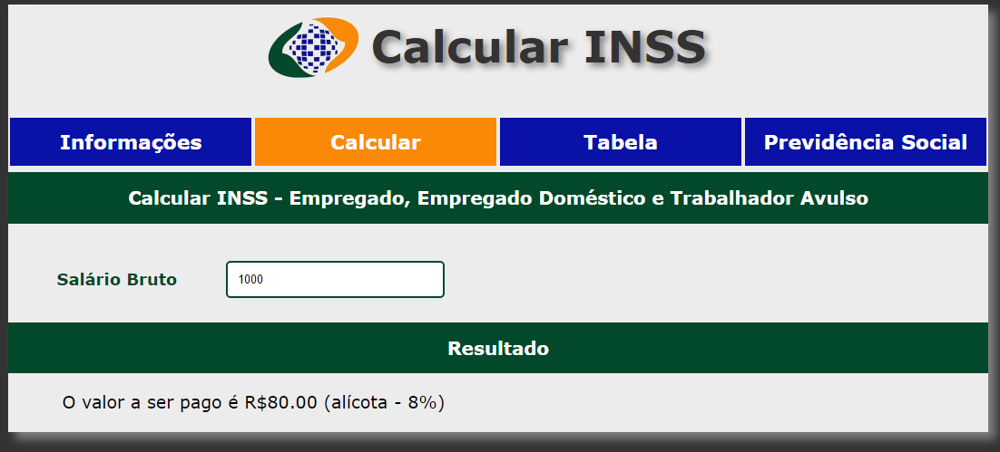 Calcular INSS
Informações
Calcular
Tabela
Previdência Social
Calcular INSS - Empregado, Empregado Doméstico e Trabalhador Avulso
Salário Bruto
1000
Resultado
O valor a ser pago é R$80.00 (alícota - 8%)